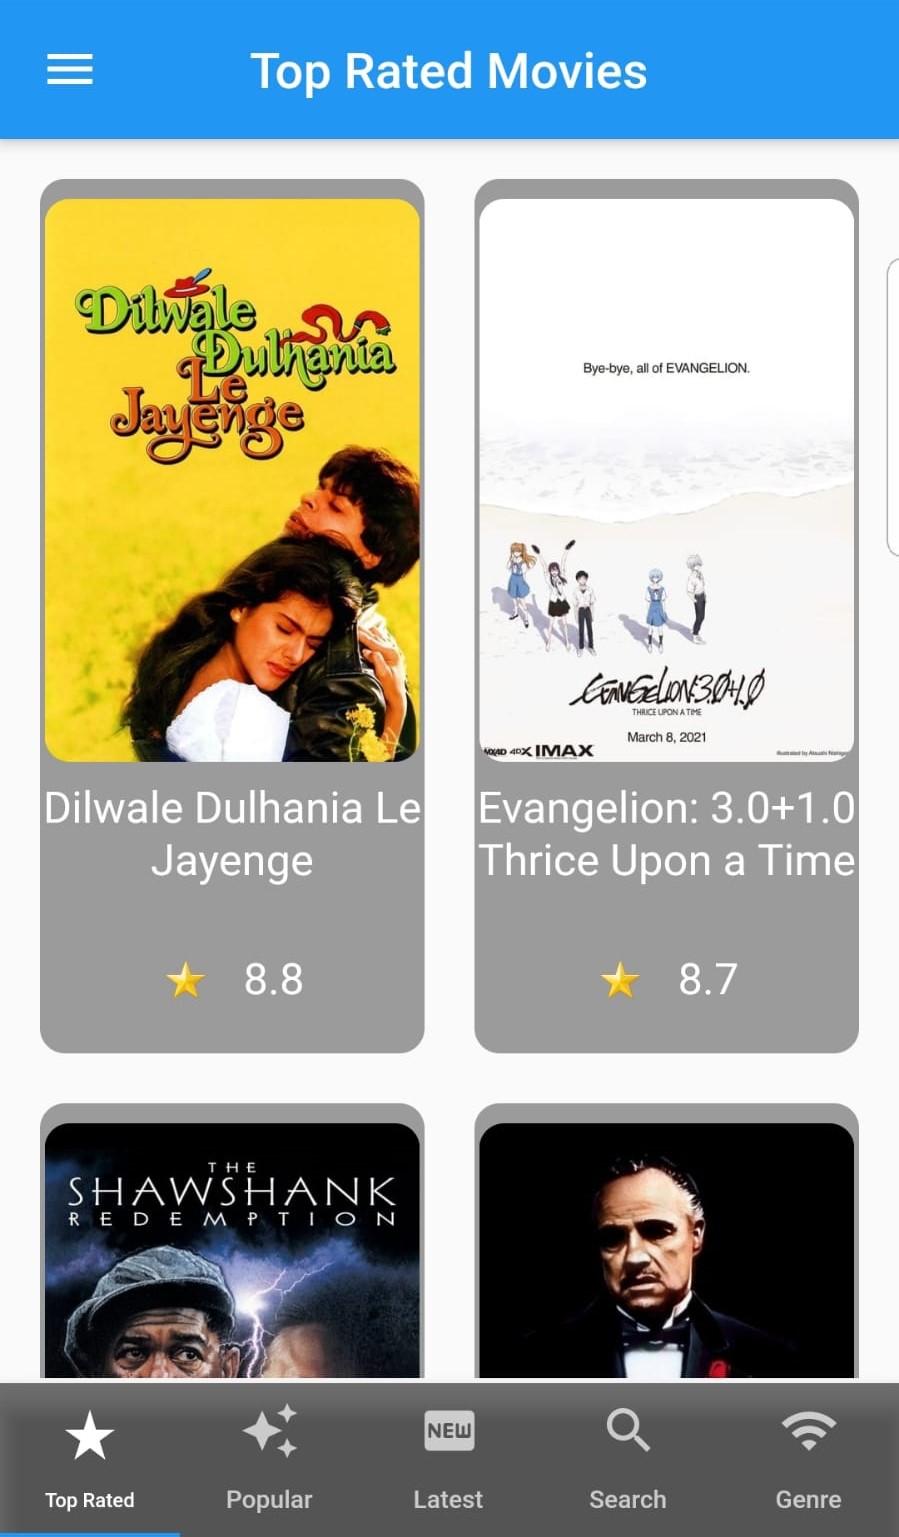 Top Rated Movies
Dilwale
Dulhania
Le
Jayenge
Bye-bye, all of EVANGELION.
EVANGELION:3.0+1.0
THRICE UPON A TIME
March 8, 2021
4DX IMAX
Dilwale Dulhania Le
Jayenge
Evangelion: 3.0+1.0
Thrice Upon a Time
8.8
8.7
THE
SHAWSHANK
REDEMPTION
NEW
Top Rated
Popular
Latest
Search
Genre